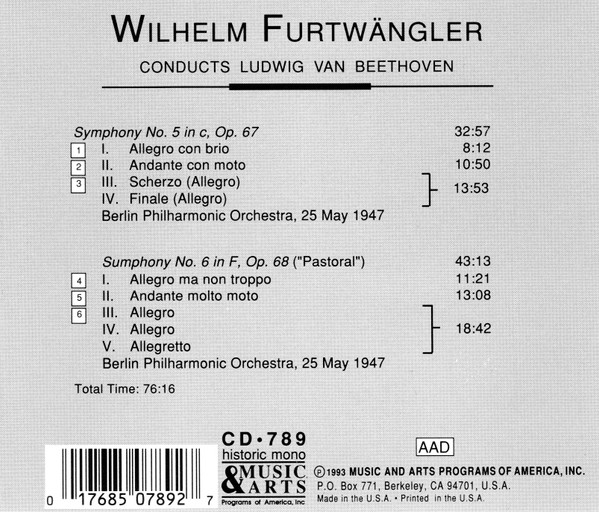 WILHELM FURTWÄNGLER
CONDUCTS LUDWIG VAN BEETHOVEN
Symphony No. 5 in c, Op. 67 32:57
1 I. Allegro con brio 8:12
2 II. Andante con moto 10:50
3 III. Scherzo (Allegro)
13:53
IV. Finale (Allegro)
Berlin Philharmonic Orchestra, 25 May 1947
Sumphony No. 6 in F, Op. 68 ("Pastoral") 43:13
4 I. Allegro ma non troppo 11:21
5 II. Andante molto moto 13:08
6 III. Allegro
IV. Allegro 18:42
V. Allegretto
Berlin Philharmonic Orchestra, 25 May 1947
Total Time: 76:16
CD•789
historic mono
MUSIC
& ARTS
Programs of America, Inc.
0 17685 07892 7
AAD
℗1993 MUSIC AND ARTS PROGRAMS OF AMERICA, INC.
P.O. Box 771, Berkeley, CA 94701, U.S.A.
Made in the U.S.A. • Printed in the U.S.A.